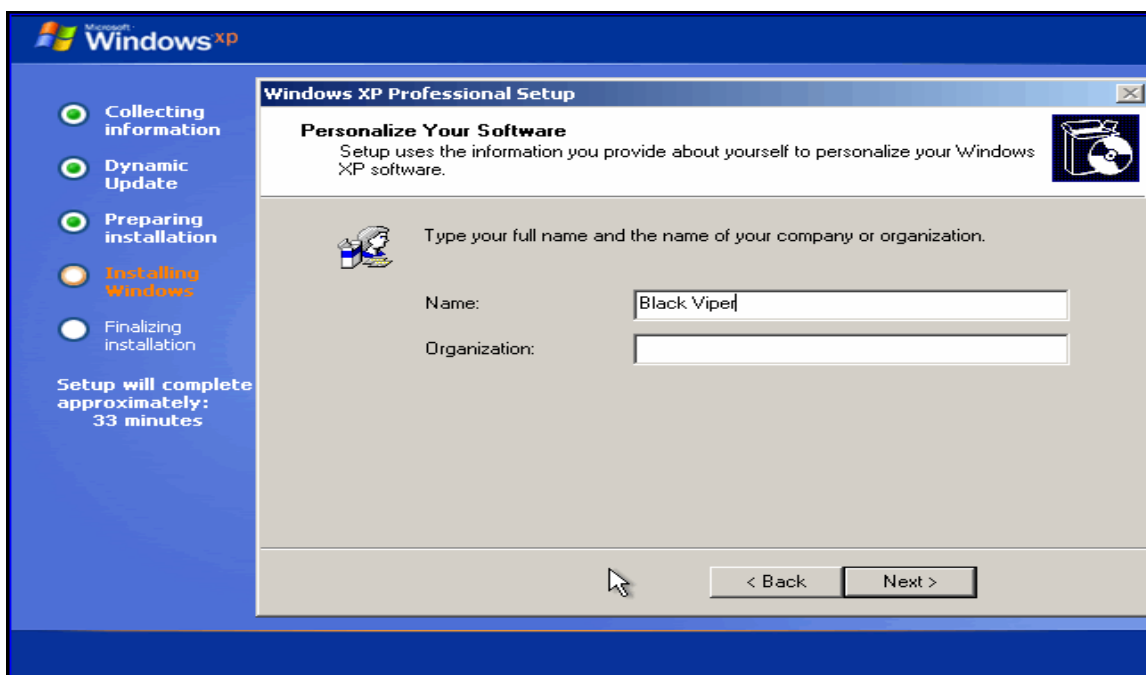 Microsoft
Windows xp
Collecting
information
Dynamic
Update
Preparing
installation
Installing
Windows
Finalizing
installation
Setup will complete
approximately:
33 minutes
Windows XP Professional Setup
Personalize Your Software
Setup uses the information you provide about yourself to personalize your Windows
XP software.
Type your full name and the name of your company or organization.
Name: Black Viper
Organization:
< Back Next >